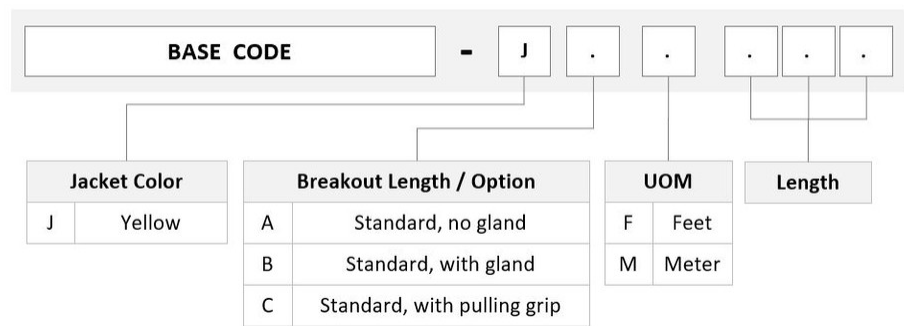 BASE CODE - J . . . . .
Jacket Color
J Yellow
Breakout Length / Option
A Standard, no gland
B Standard, with gland
C Standard, with pulling grip
UOM
F Feet
M Meter
Length